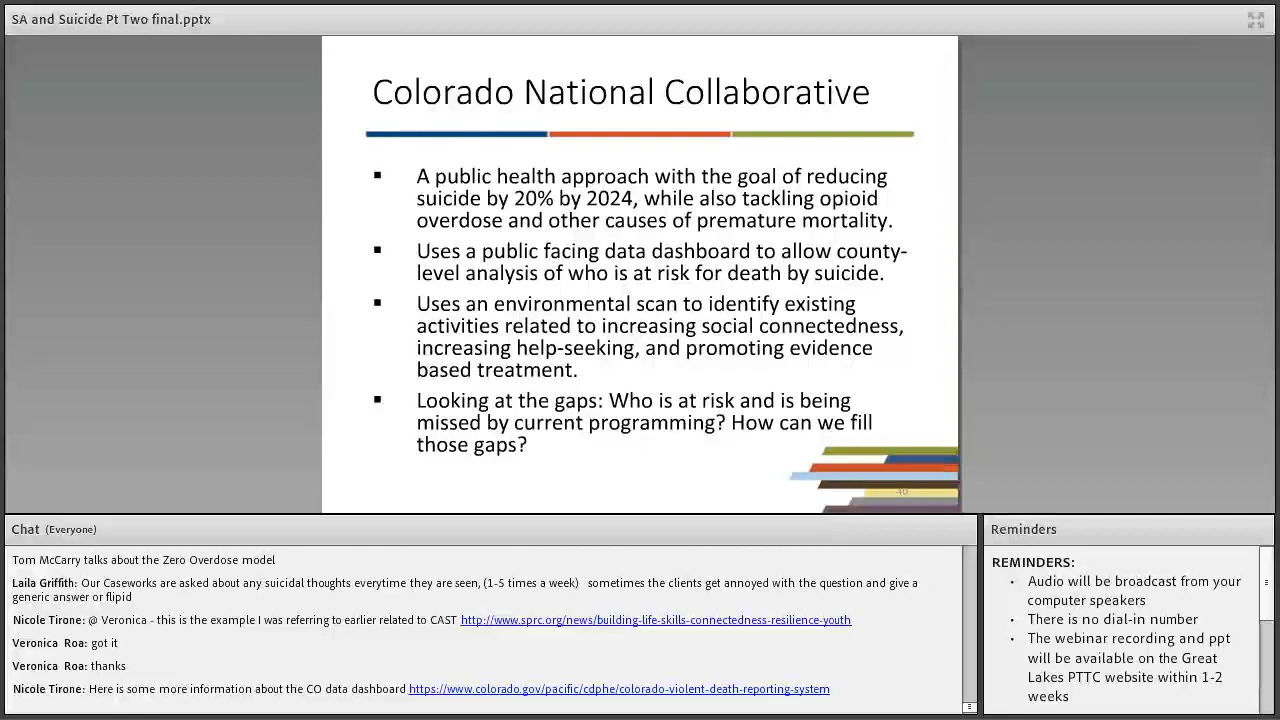 SA and Suicide Pt Two final.pptx
Colorado National Collaborative
▪ A public health approach with the goal of reducing
suicide by 20% by 2024, while also tackling opioid
overdose and other causes of premature mortality.
▪ Uses a public facing data dashboard to allow county-
level analysis of who is at risk for death by suicide.
▪ Uses an environmental scan to identify existing
activities related to increasing social connectedness,
increasing help-seeking, and promoting evidence
based treatment.
▪ Looking at the gaps: Who is at risk and is being
missed by current programming? How can we fill
those gaps?
40
Chat (Everyone)
Tom McCarry talks about the Zero Overdose model
Laila Griffith: Our Caseworks are asked about any suicidal thoughts everytime they are seen, (1-5 times a week) sometimes the clients get annoyed with the question and give a
generic answer or flipid
Nicole Tirone: @ Veronica - this is the example I was referring to earlier related to CAST http://www.sprc.org/news/building-life-skills-connectedness-resilience-youth
Veronica Roa: got it
Veronica Roa: thanks
Nicole Tirone: Here is some more information about the CO data dashboard https://www.colorado.gov/pacific/cdphe/colorado-violent-death-reporting-system
Reminders
REMINDERS:
• Audio will be broadcast from your
computer speakers
• There is no dial-in number
• The webinar recording and ppt
will be available on the Great
Lakes PTTC website within 1-2
weeks